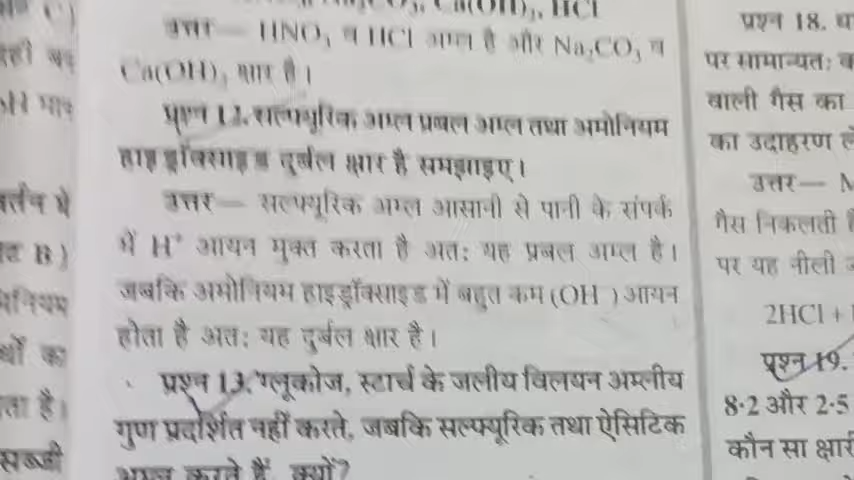 उत्तर— HNO₃ व HCl अम्ल है और Na₂CO₃ व
Ca(OH)₂ क्षार है।
प्रश्न 12. सल्फ्यूरिक अम्ल प्रबल अम्ल तथा अमोनियम
हाइड्रॉक्साइड दुर्बल क्षार है समझाइए।
उत्तर— सल्फ्यूरिक अम्ल आसानी से पानी के संपर्क
में H⁺ आयन मुक्त करता है अतः यह प्रबल अम्ल है।
जबकि अमोनियम हाइड्रॉक्साइड में बहुत कम (OH⁻) आयन
होता है अतः यह दुर्बल क्षार है।
प्रश्न 13. ग्लूकोज, स्टार्च के जलीय विलयन अम्लीय
गुण प्रदर्शित नहीं करते, जबकि सल्फ्यूरिक तथा ऐसिटिक
अम्ल करते हैं, क्यों?
प्रश्न 18.
पर सामान्यतः
वाली गैस का
का उदाहरण
उत्तर—
गैस निकलती
पर यह नीली
2HCl +
प्रश्न 19.
8·2 और 2·5
कौन सा
B)
का
ता है।
सब्जी